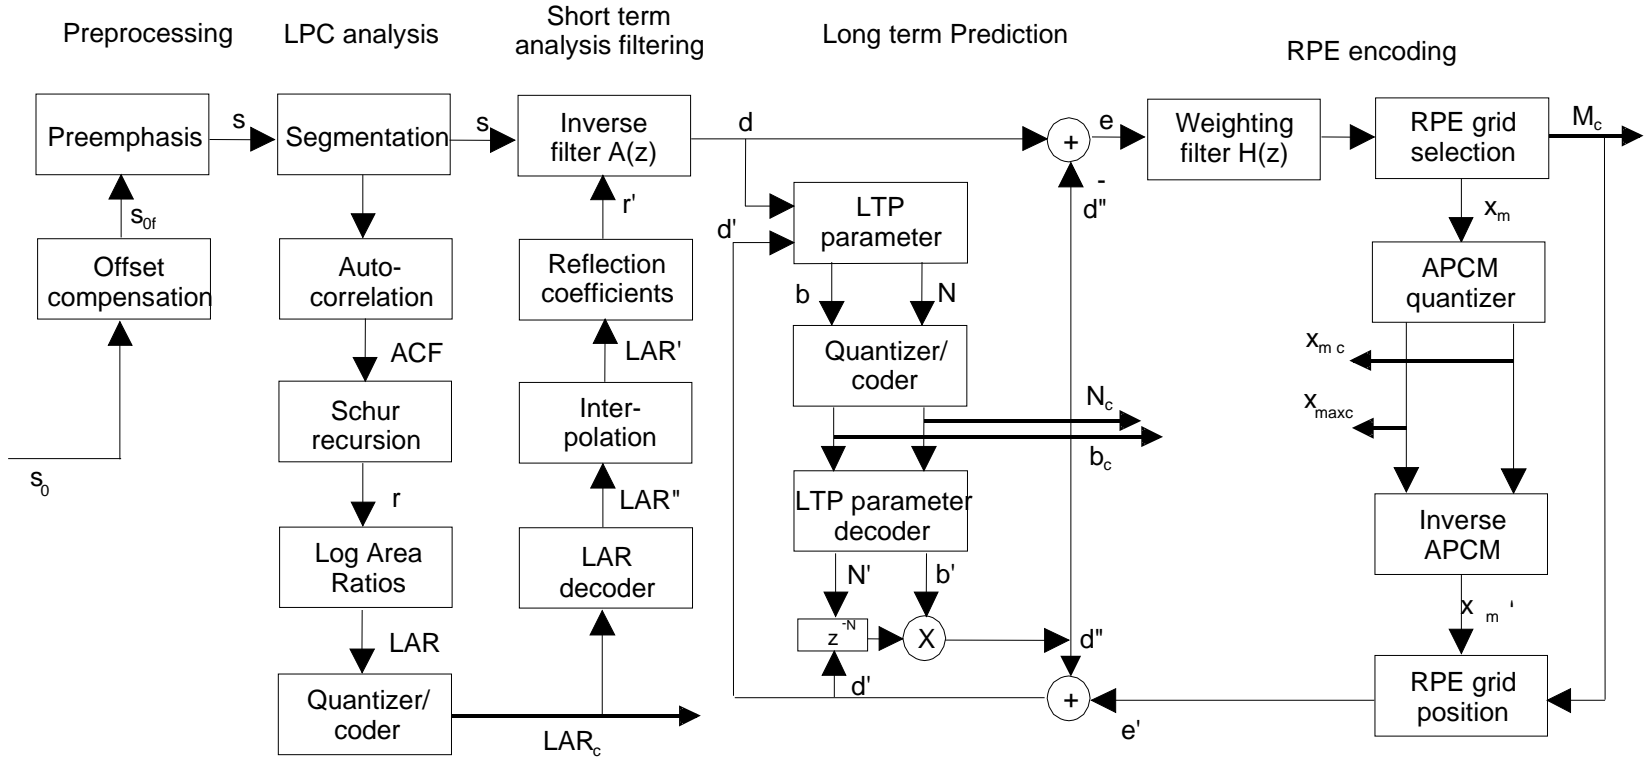 Preprocessing
LPC analysis
Short term
analysis filtering
Long term Prediction
RPE encoding
Preemphasis
s
Segmentation
s
Inverse
filter A(z)
d
+
e
Weighting
filter H(z)
RPE grid
selection
Mc
s0f
r'
d'
LTP
parameter
-
d"
xm
Offset
compensation
Auto-
correlation
Reflection
coefficients
b
N
APCM
quantizer
ACF
LAR'
Quantizer/
coder
xm c
Schur
recursion
Inter-
polation
Nc
xmaxc
bc
s0
r
LAR"
LTP parameter
decoder
Inverse
APCM
Log Area
Ratios
LAR
decoder
N'
b'
xm '
LAR
z-N
X
d"
d'
Quantizer/
coder
+
RPE grid
position
LARc
e'